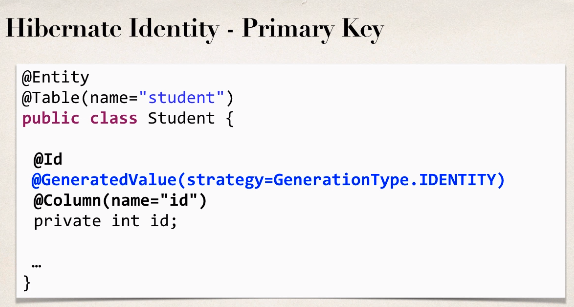 Hibernate Identity - Primary Key
@Entity
@Table(name="student")
public class Student {
@Id
@GeneratedValue(strategy=GenerationType.IDENTITY)
@Column(name="id")
private int id;
…
}